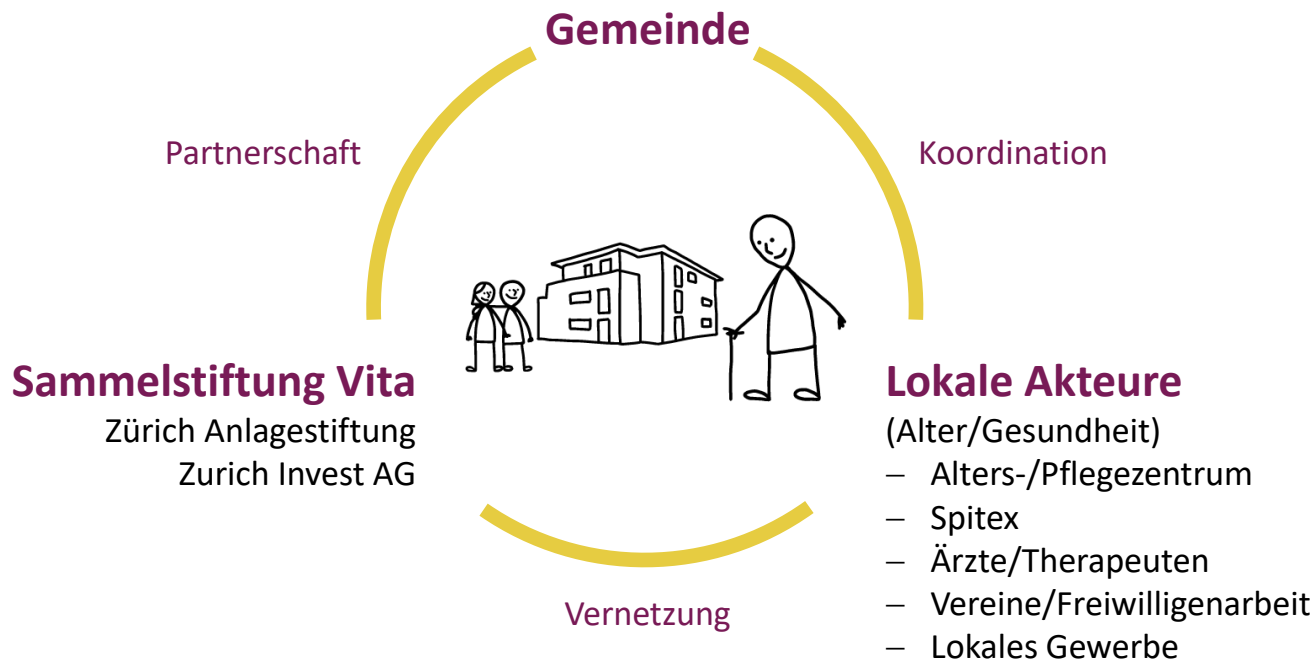 Gemeinde
Partnerschaft
Koordination
Sammelstiftung Vita
Zürich Anlagestiftung
Zurich Invest AG
Lokale Akteure
(Alter/Gesundheit)
– Alters-/Pflegezentrum
– Spitex
– Ärzte/Therapeuten
– Vereine/Freiwilligenarbeit
– Lokales Gewerbe
Vernetzung